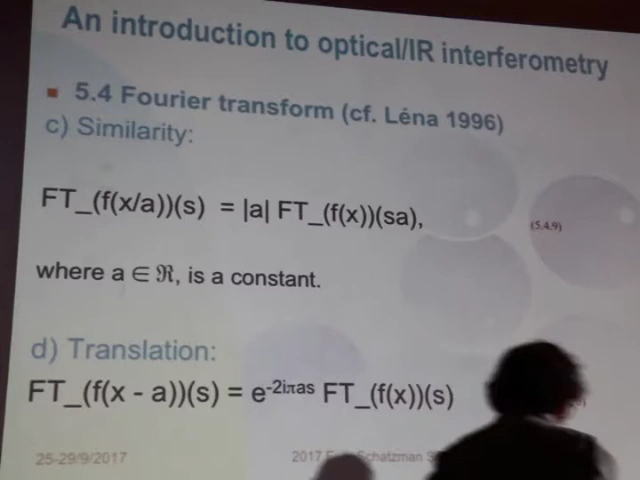 An introduction to optical/IR interferometry
▪ 5.4 Fourier transform (cf. Léna 1996)
c) Similarity:
FT_(f(x/a))(s) = |a| FT_(f(x))(sa),
(5.4.9)
where a ∈ ℜ, is a constant.
d) Translation:
FT_(f(x - a))(s) = e^-2iπas FT_(f(x))(s)
25-29/9/2017
2017 Schatzman